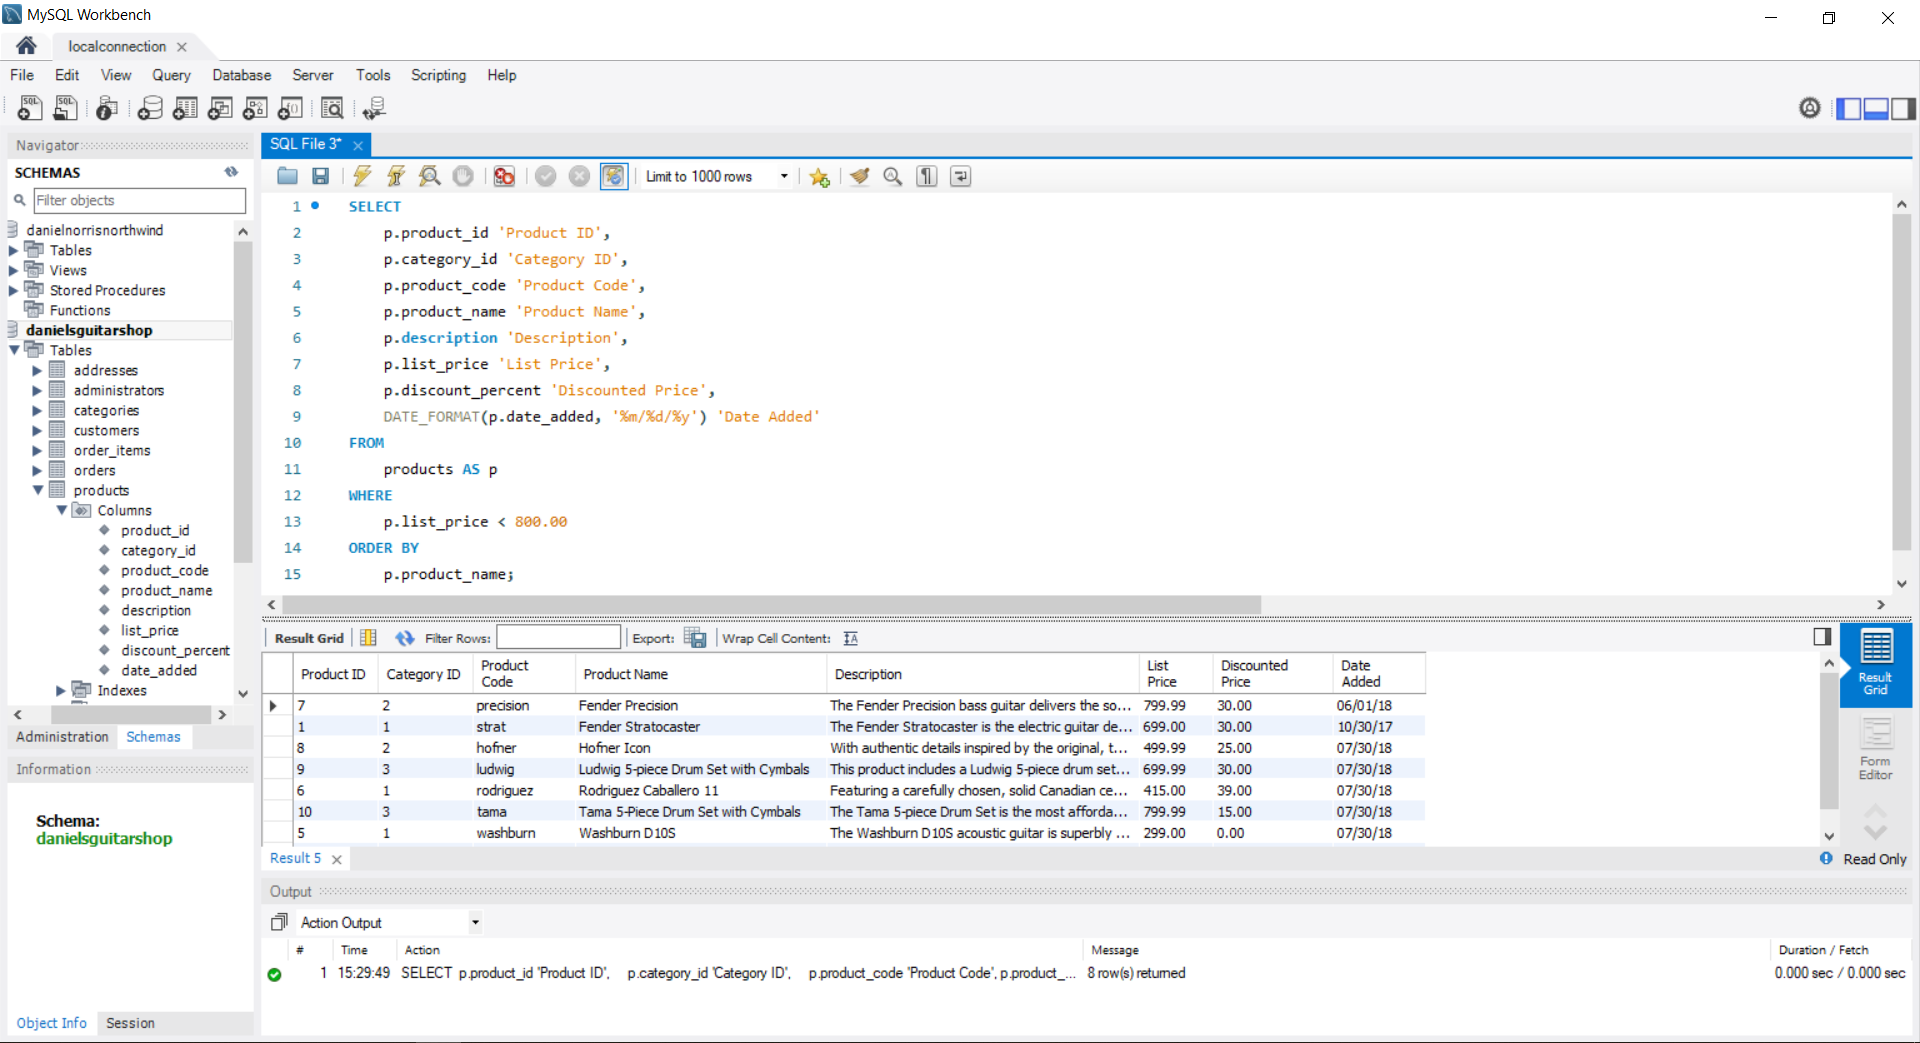 MySQL Workbench
localconnection
File Edit View Query Database Server Tools Scripting Help
Navigator
SCHEMAS
Filter objects
danielnorrisnorthwind
Tables
Views
Stored Procedures
Functions
danielsguitarshop
Tables
addresses
administrators
categories
customers
order_items
orders
products
Columns
product_id
category_id
product_code
product_name
description
list_price
discount_percent
date_added
Indexes
Administration Schemas
Information
Schema:
danielsguitarshop
Object Info Session
SQL File 3*
Limit to 1000 rows
1 SELECT
2 p.product_id 'Product ID',
3 p.category_id 'Category ID',
4 p.product_code 'Product Code',
5 p.product_name 'Product Name',
6 p.description 'Description',
7 p.list_price 'List Price',
8 p.discount_percent 'Discounted Price',
9 DATE_FORMAT(p.date_added, '%m/%d/%y') 'Date Added'
10 FROM
11 products AS p
12 WHERE
13 p.list_price < 800.00
14 ORDER BY
15 p.product_name;
Result Grid Filter Rows: Export: Wrap Cell Content:
Product ID Category ID Product Code Product Name Description List Price Discounted Price Date Added
7 2 precision Fender Precision The Fender Precision bass guitar delivers the so... 799.99 30.00 06/01/18
1 1 strat Fender Stratocaster The Fender Stratocaster is the electric guitar de... 699.00 30.00 10/30/17
8 2 hofner Hofner Icon With authentic details inspired by the original, t... 499.99 25.00 07/30/18
9 3 ludwig Ludwig 5-piece Drum Set with Cymbals This product includes a Ludwig 5-piece drum set... 699.99 30.00 07/30/18
6 1 rodriguez Rodriguez Caballero 11 Featuring a carefully chosen, solid Canadian ce... 415.00 39.00 07/30/18
10 3 tama Tama 5-Piece Drum Set with Cymbals The Tama 5-piece Drum Set is the most afforda... 799.99 15.00 07/30/18
5 1 washburn Washburn D10S The Washburn D10S acoustic guitar is superbly ... 299.00 0.00 07/30/18
Result Grid
Form Editor
Result 5
Read Only
Output
Action Output
# Time Action Message Duration / Fetch
1 15:29:49 SELECT p.product_id 'Product ID', p.category_id 'Category ID', p.product_code 'Product Code', p.product_... 8 row(s) returned 0.000 sec / 0.000 sec